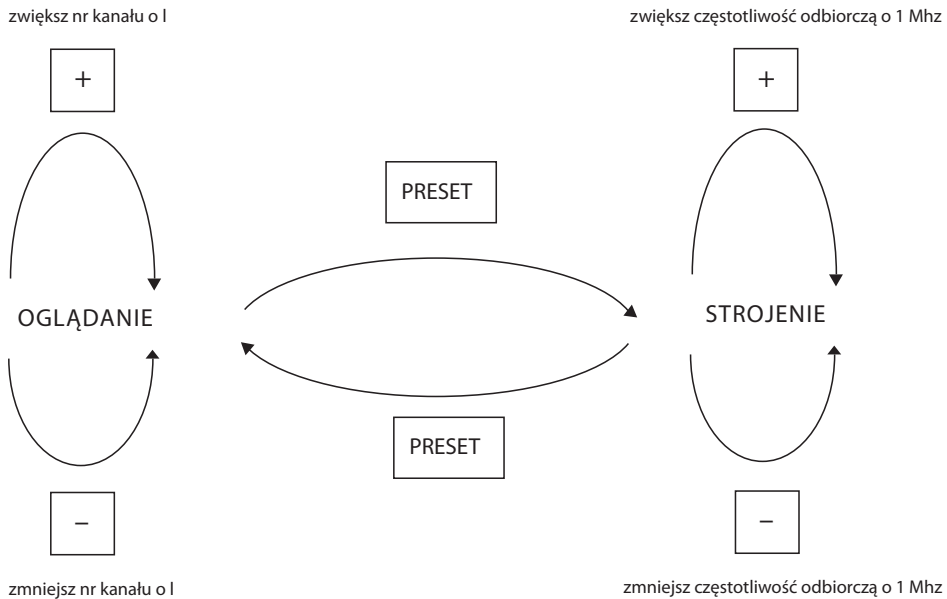 zwiększ nr kanału o l
zwiększ częstotliwość odbiorczą o 1 Mhz
+
+
PRESET
OGLĄDANIE
STROJENIE
PRESET
–
–
zmniejsz nr kanału o l
zmniejsz częstotliwość odbiorczą o 1 Mhz